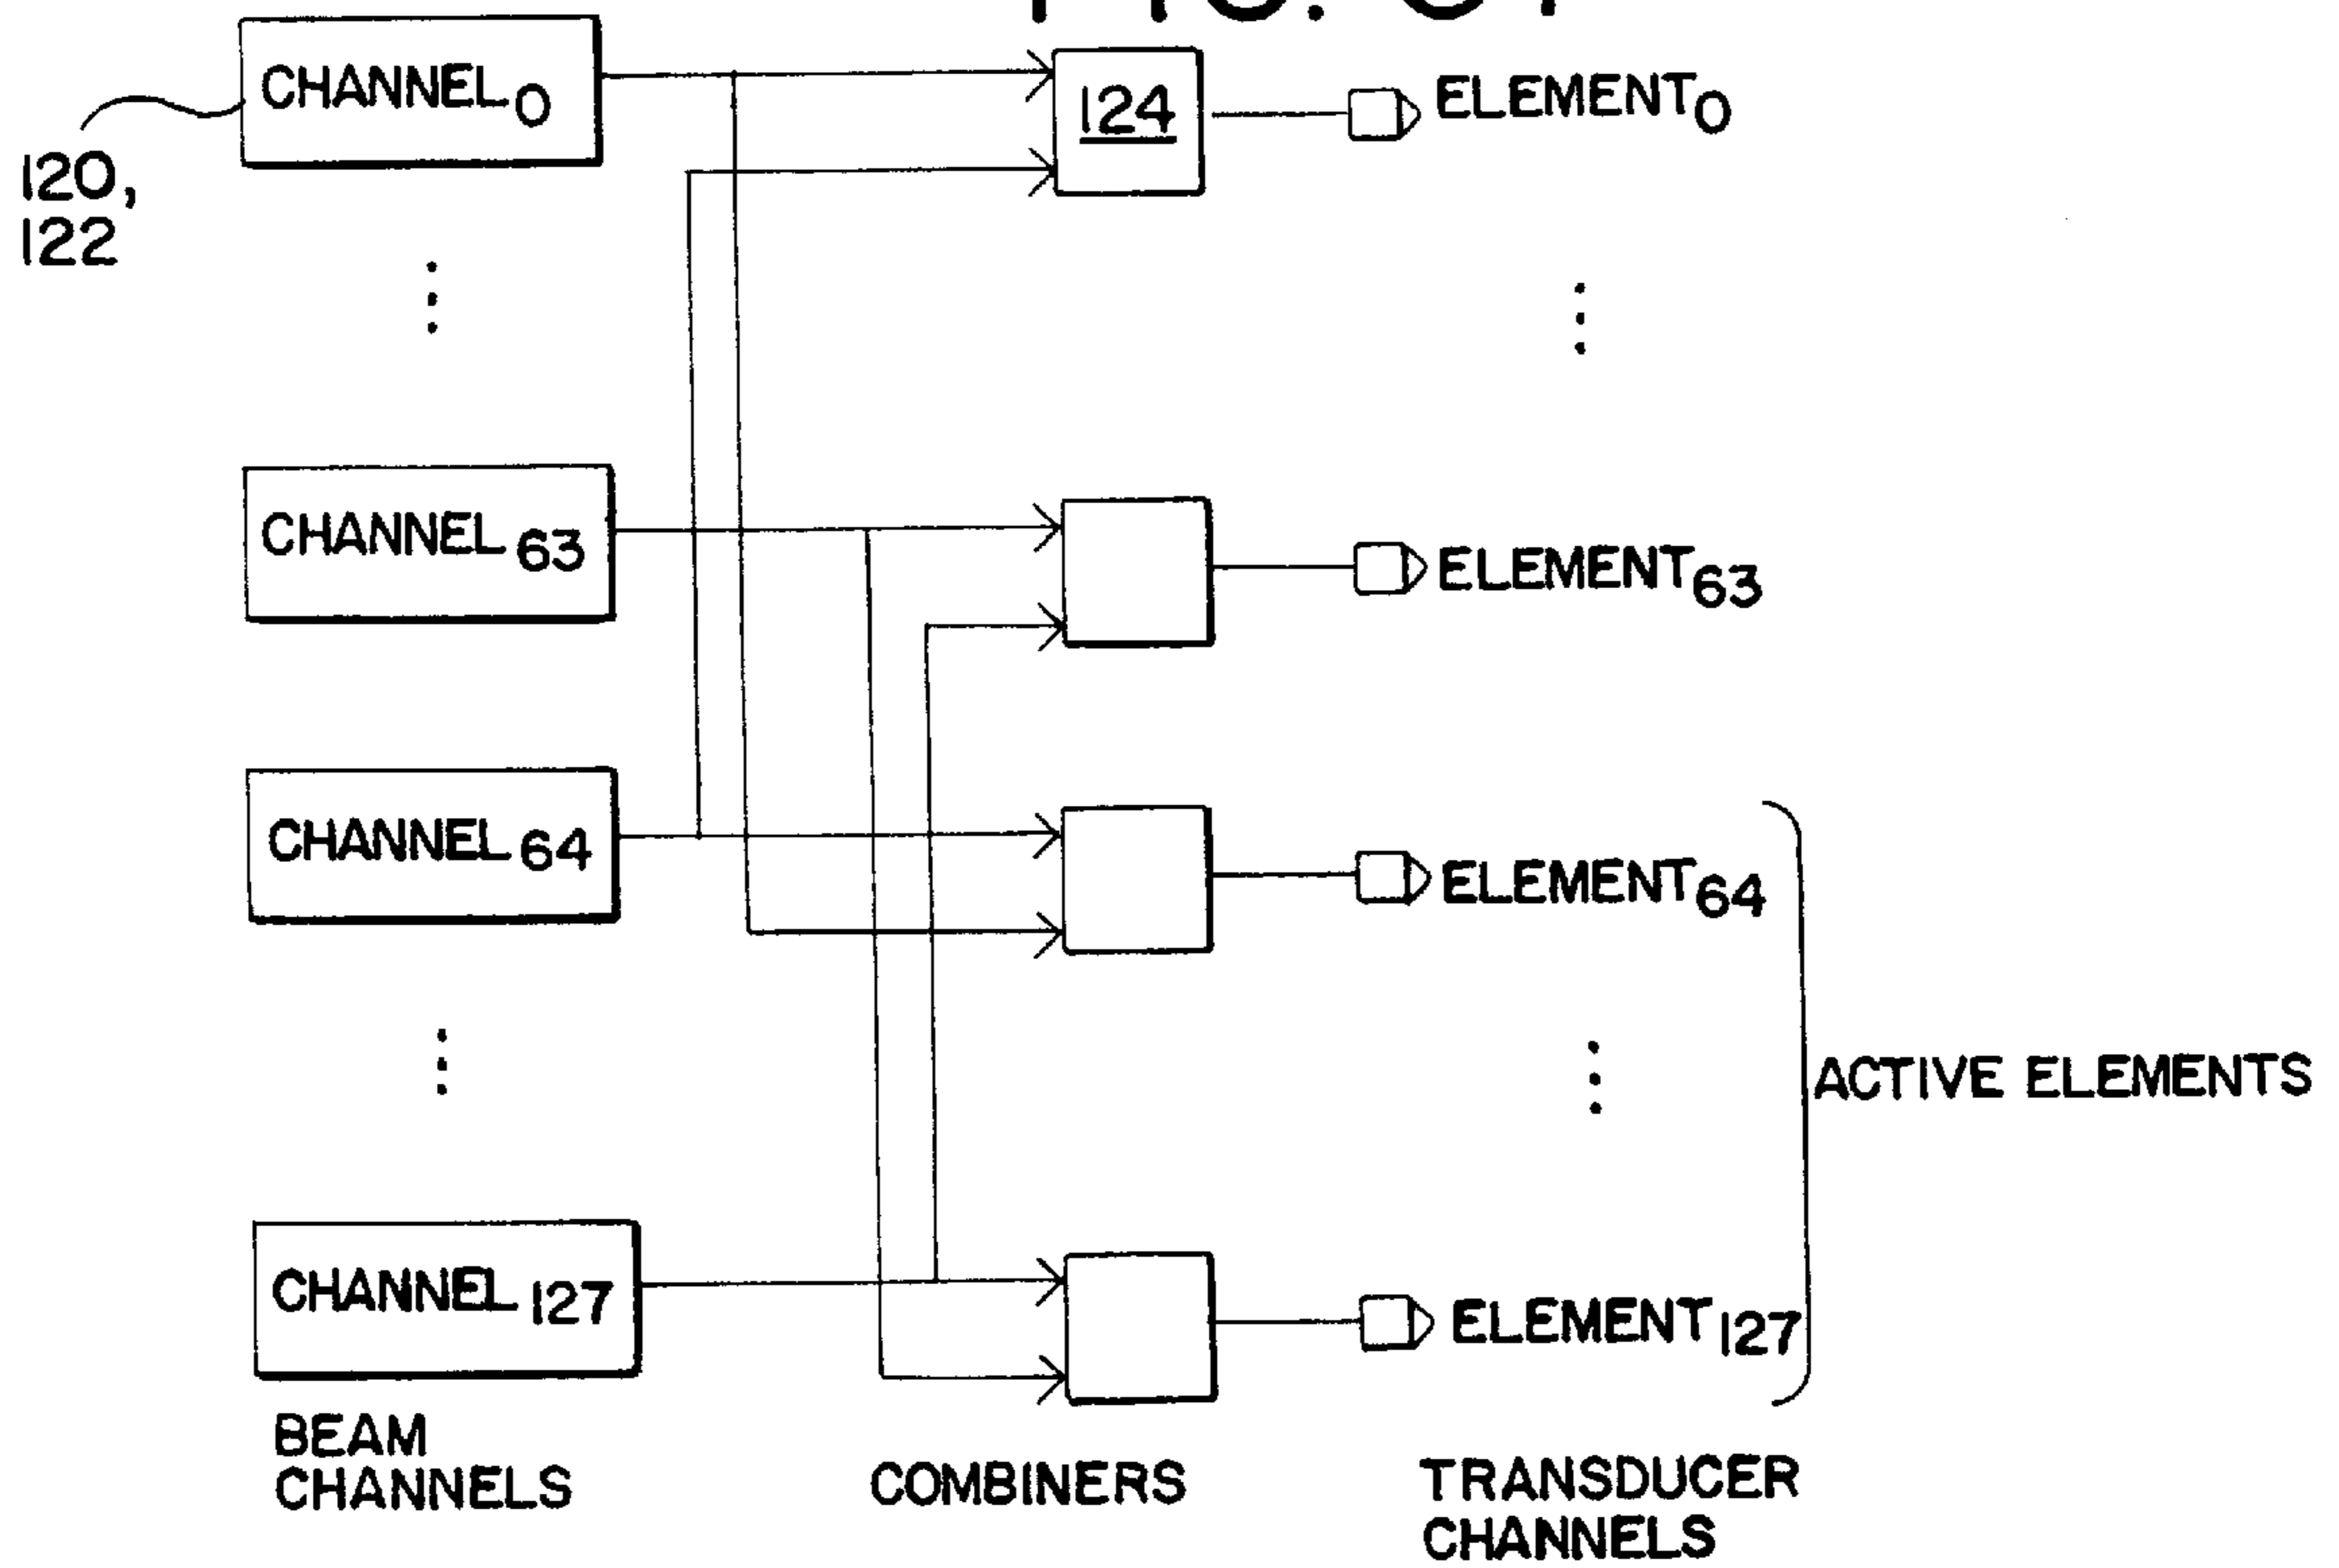 CHANNEL0
124
ELEMENT0
120,
122
CHANNEL63
ELEMENT63
CHANNEL64
ELEMENT64
ACTIVE ELEMENTS
CHANNEL127
ELEMENT127
BEAM
CHANNELS
COMBINERS
TRANSDUCER
CHANNELS